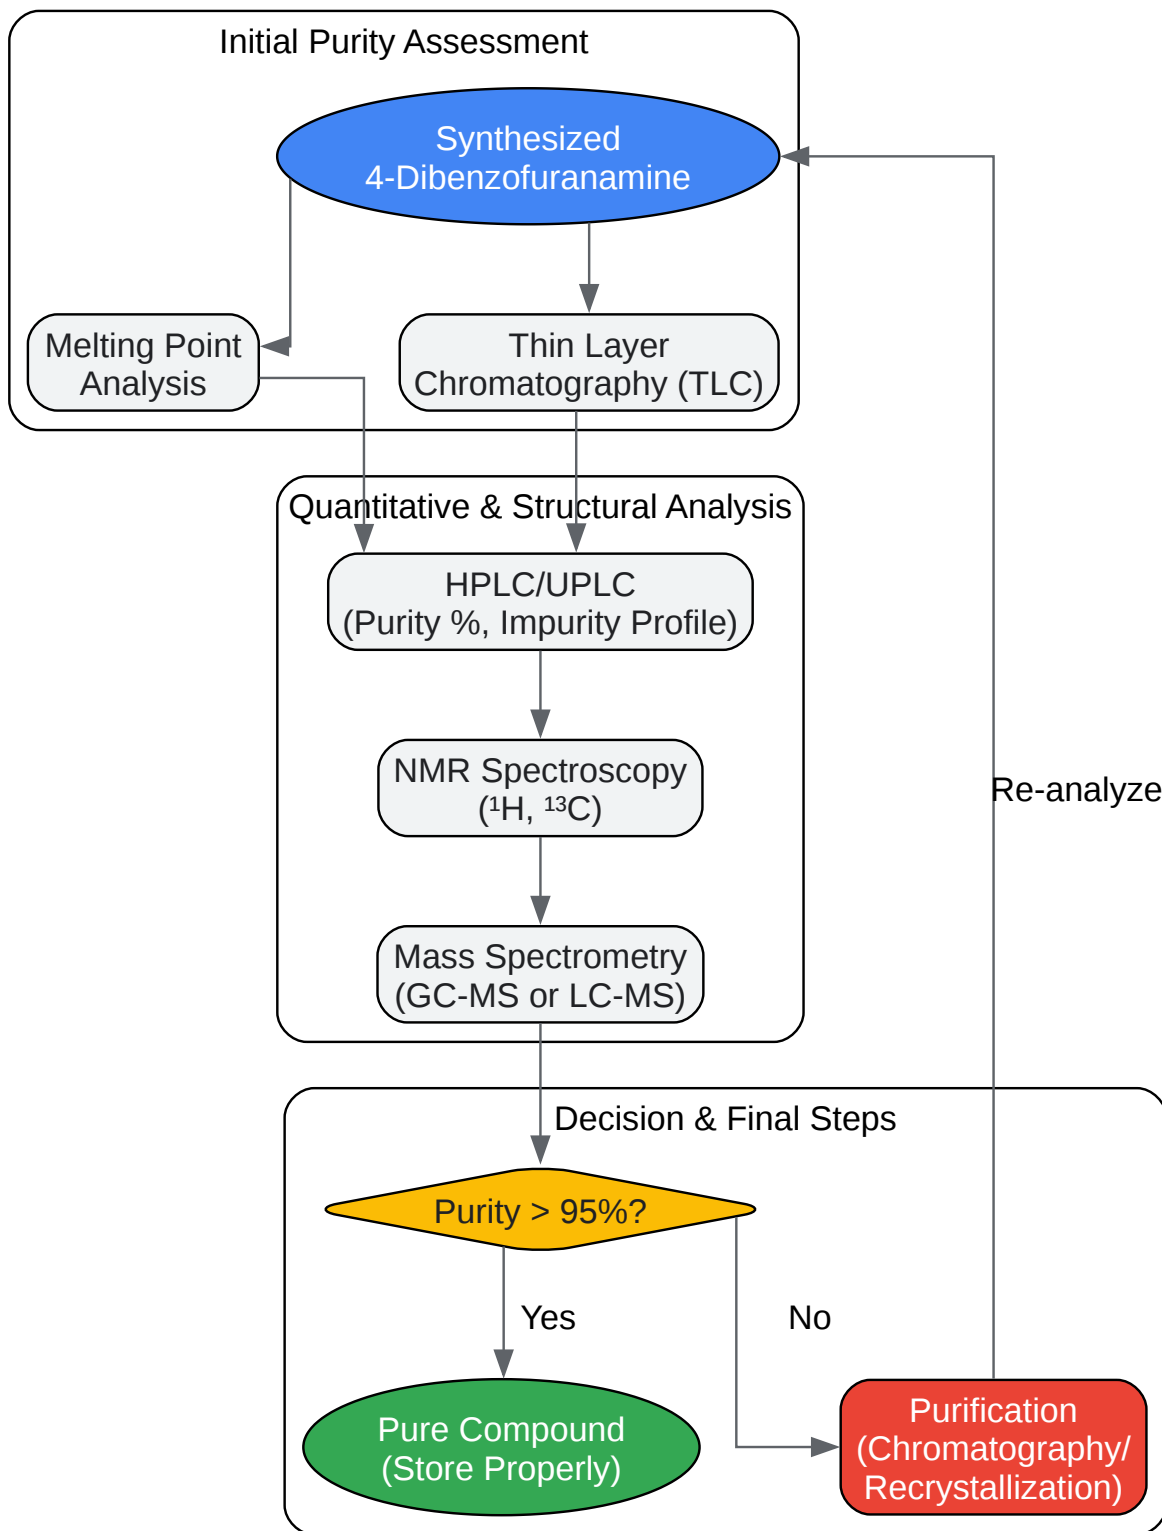 Initial Purity Assessment
Synthesized
4-Dibenzofuranamine
Melting Point
Analysis
Thin Layer
Chromatography (TLC)
Quantitative & Structural Analysis
HPLC/UPLC
(Purity %, Impurity Profile)
NMR Spectroscopy
(¹H, ¹³C)
Re-analyze
Mass Spectrometry
(GC-MS or LC-MS)
Decision & Final Steps
Purity > 95%?
Yes
No
Pure Compound
(Store Properly)
Purification
(Chromatography/
Recrystallization)